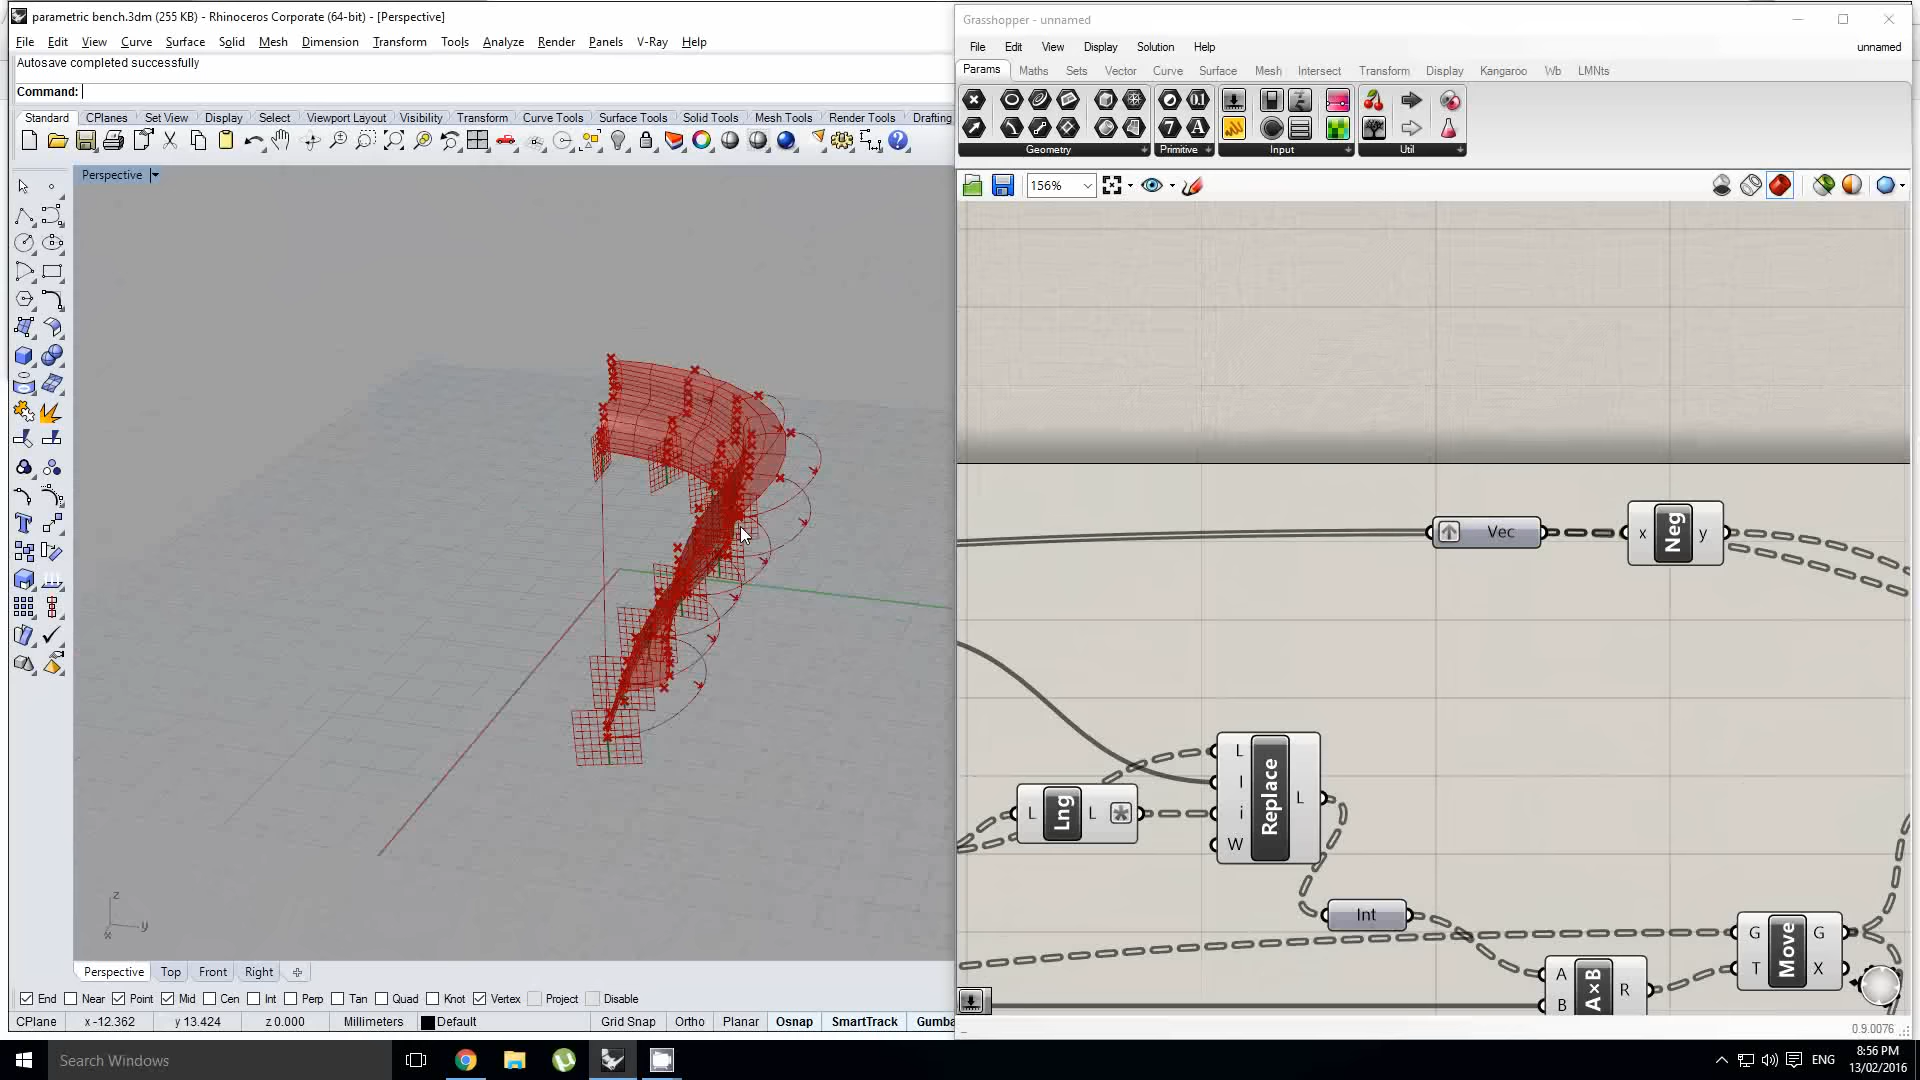 parametric bench.3dm (255 KB) - Rhinoceros Corporate (64-bit) - [Perspective]
File Edit View Curve Surface Solid Mesh Dimension Transform Tools Analyze Render Panels V-Ray Help
Autosave completed successfully
Command:
Standard CPlanes Set View Display Select Viewport Layout Visibility Transform Curve Tools Surface Tools Solid Tools Mesh Tools Render Tools Drafting
Perspective
z
y
x
Perspective Top Front Right
End Near Point Mid Cen Int Perp Tan Quad Knot Vertex Project Disable
CPlane x -12.362 y 13.424 z 0.000 Millimeters Default Grid Snap Ortho Planar Osnap SmartTrack Gumba
Grasshopper - unnamed
File Edit View Display Solution Help unnamed
Params Maths Sets Vector Curve Surface Mesh Intersect Transform Display Kangaroo Wb LMNts
Geometry Primitive Input Util
156%
Vec
x Neg y
L Lng L
L I i W Replace L
Int
A B A×B R
G T Move G X
0.9.0076
Search Windows
ENG
8:56 PM
13/02/2016